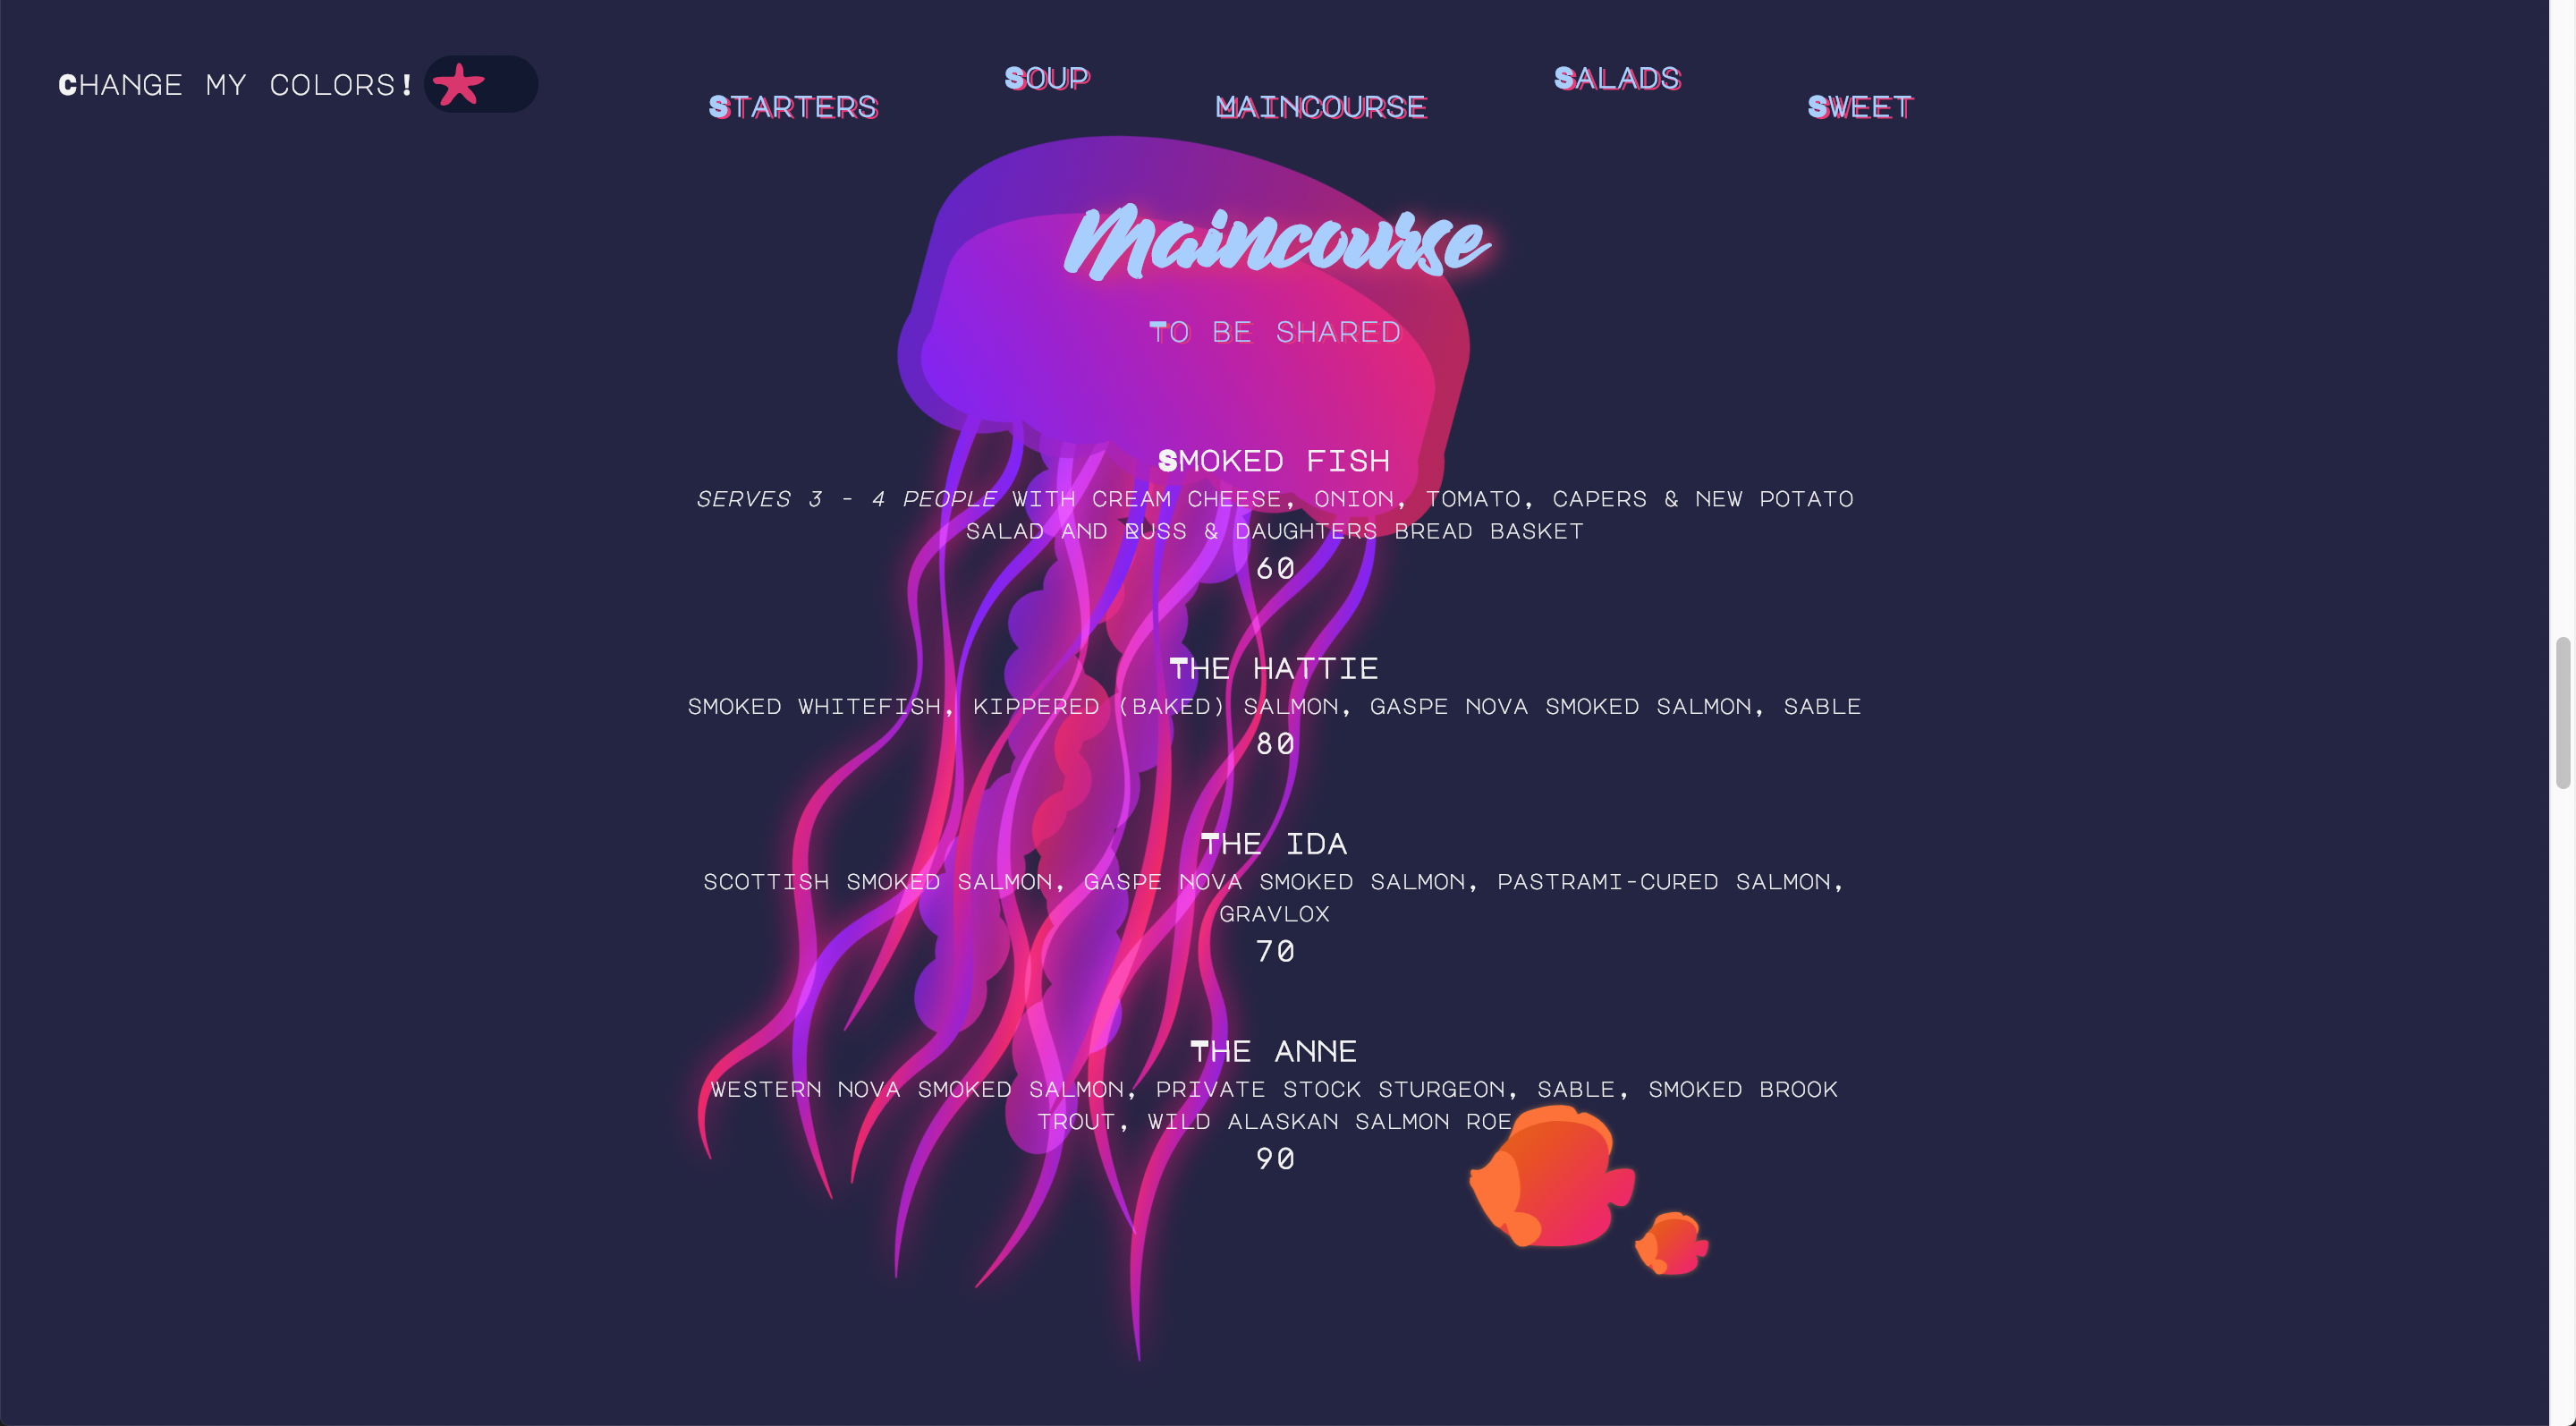 Change my colors!
Starters
Soup
maincourse
Salads
Sweet
Maincourse
To be shared
Smoked fish
serves 3 - 4 people with cream cheese, onion, tomato, capers & new potato
salad and Russ & Daughters bread basket
60
The hattie
smoked whitefish, kippered (baked) salmon, gaspe nova smoked salmon, sable
80
The ida
scottish smoked salmon, gaspe nova smoked salmon, pastrami-cured salmon,
gravlox
70
The anne
western nova smoked salmon, private stock sturgeon, sable, smoked brook
trout, wild alaskan salmon roe
90